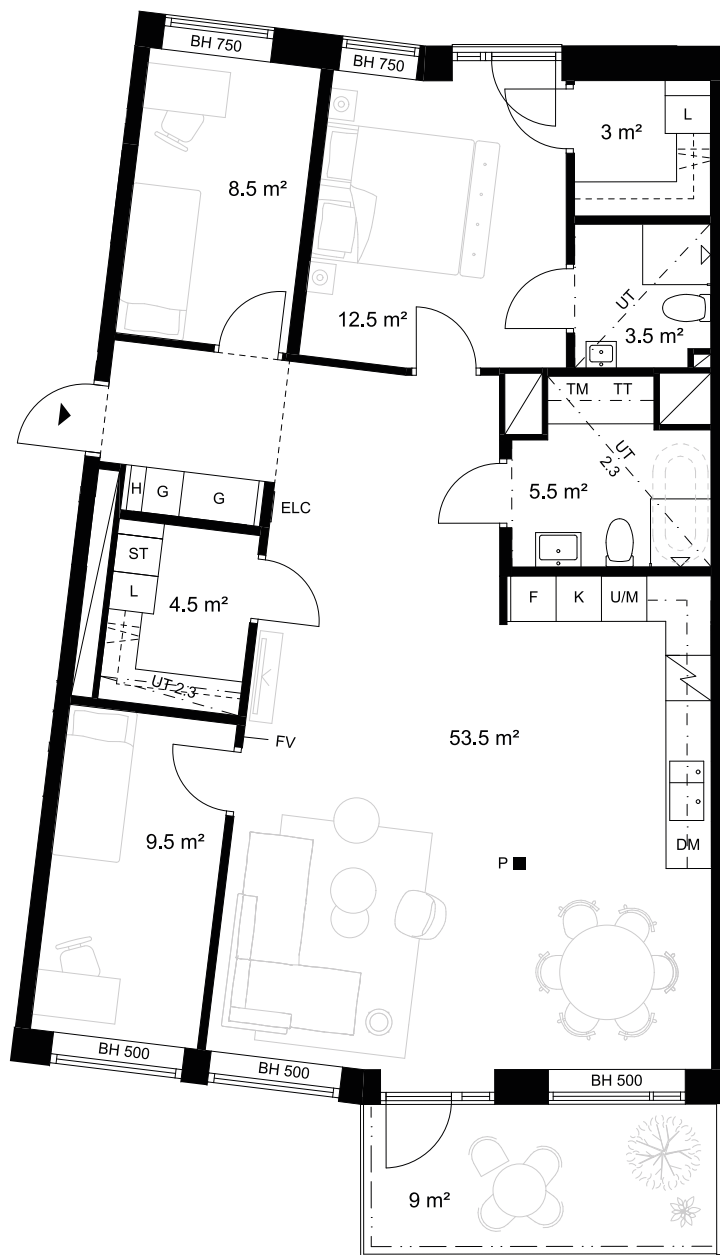 BH 750
BH 750
L
3 m²
8.5 m²
12.5 m²
UT
3.5 m²
TM TT
UT
2.3
H G G
5.5 m²
ELC
ST
L
4.5 m²
F K U/M
UT 2.3
FV
53.5 m²
9.5 m²
DM
P
BH 500
BH 500
BH 500
9 m²